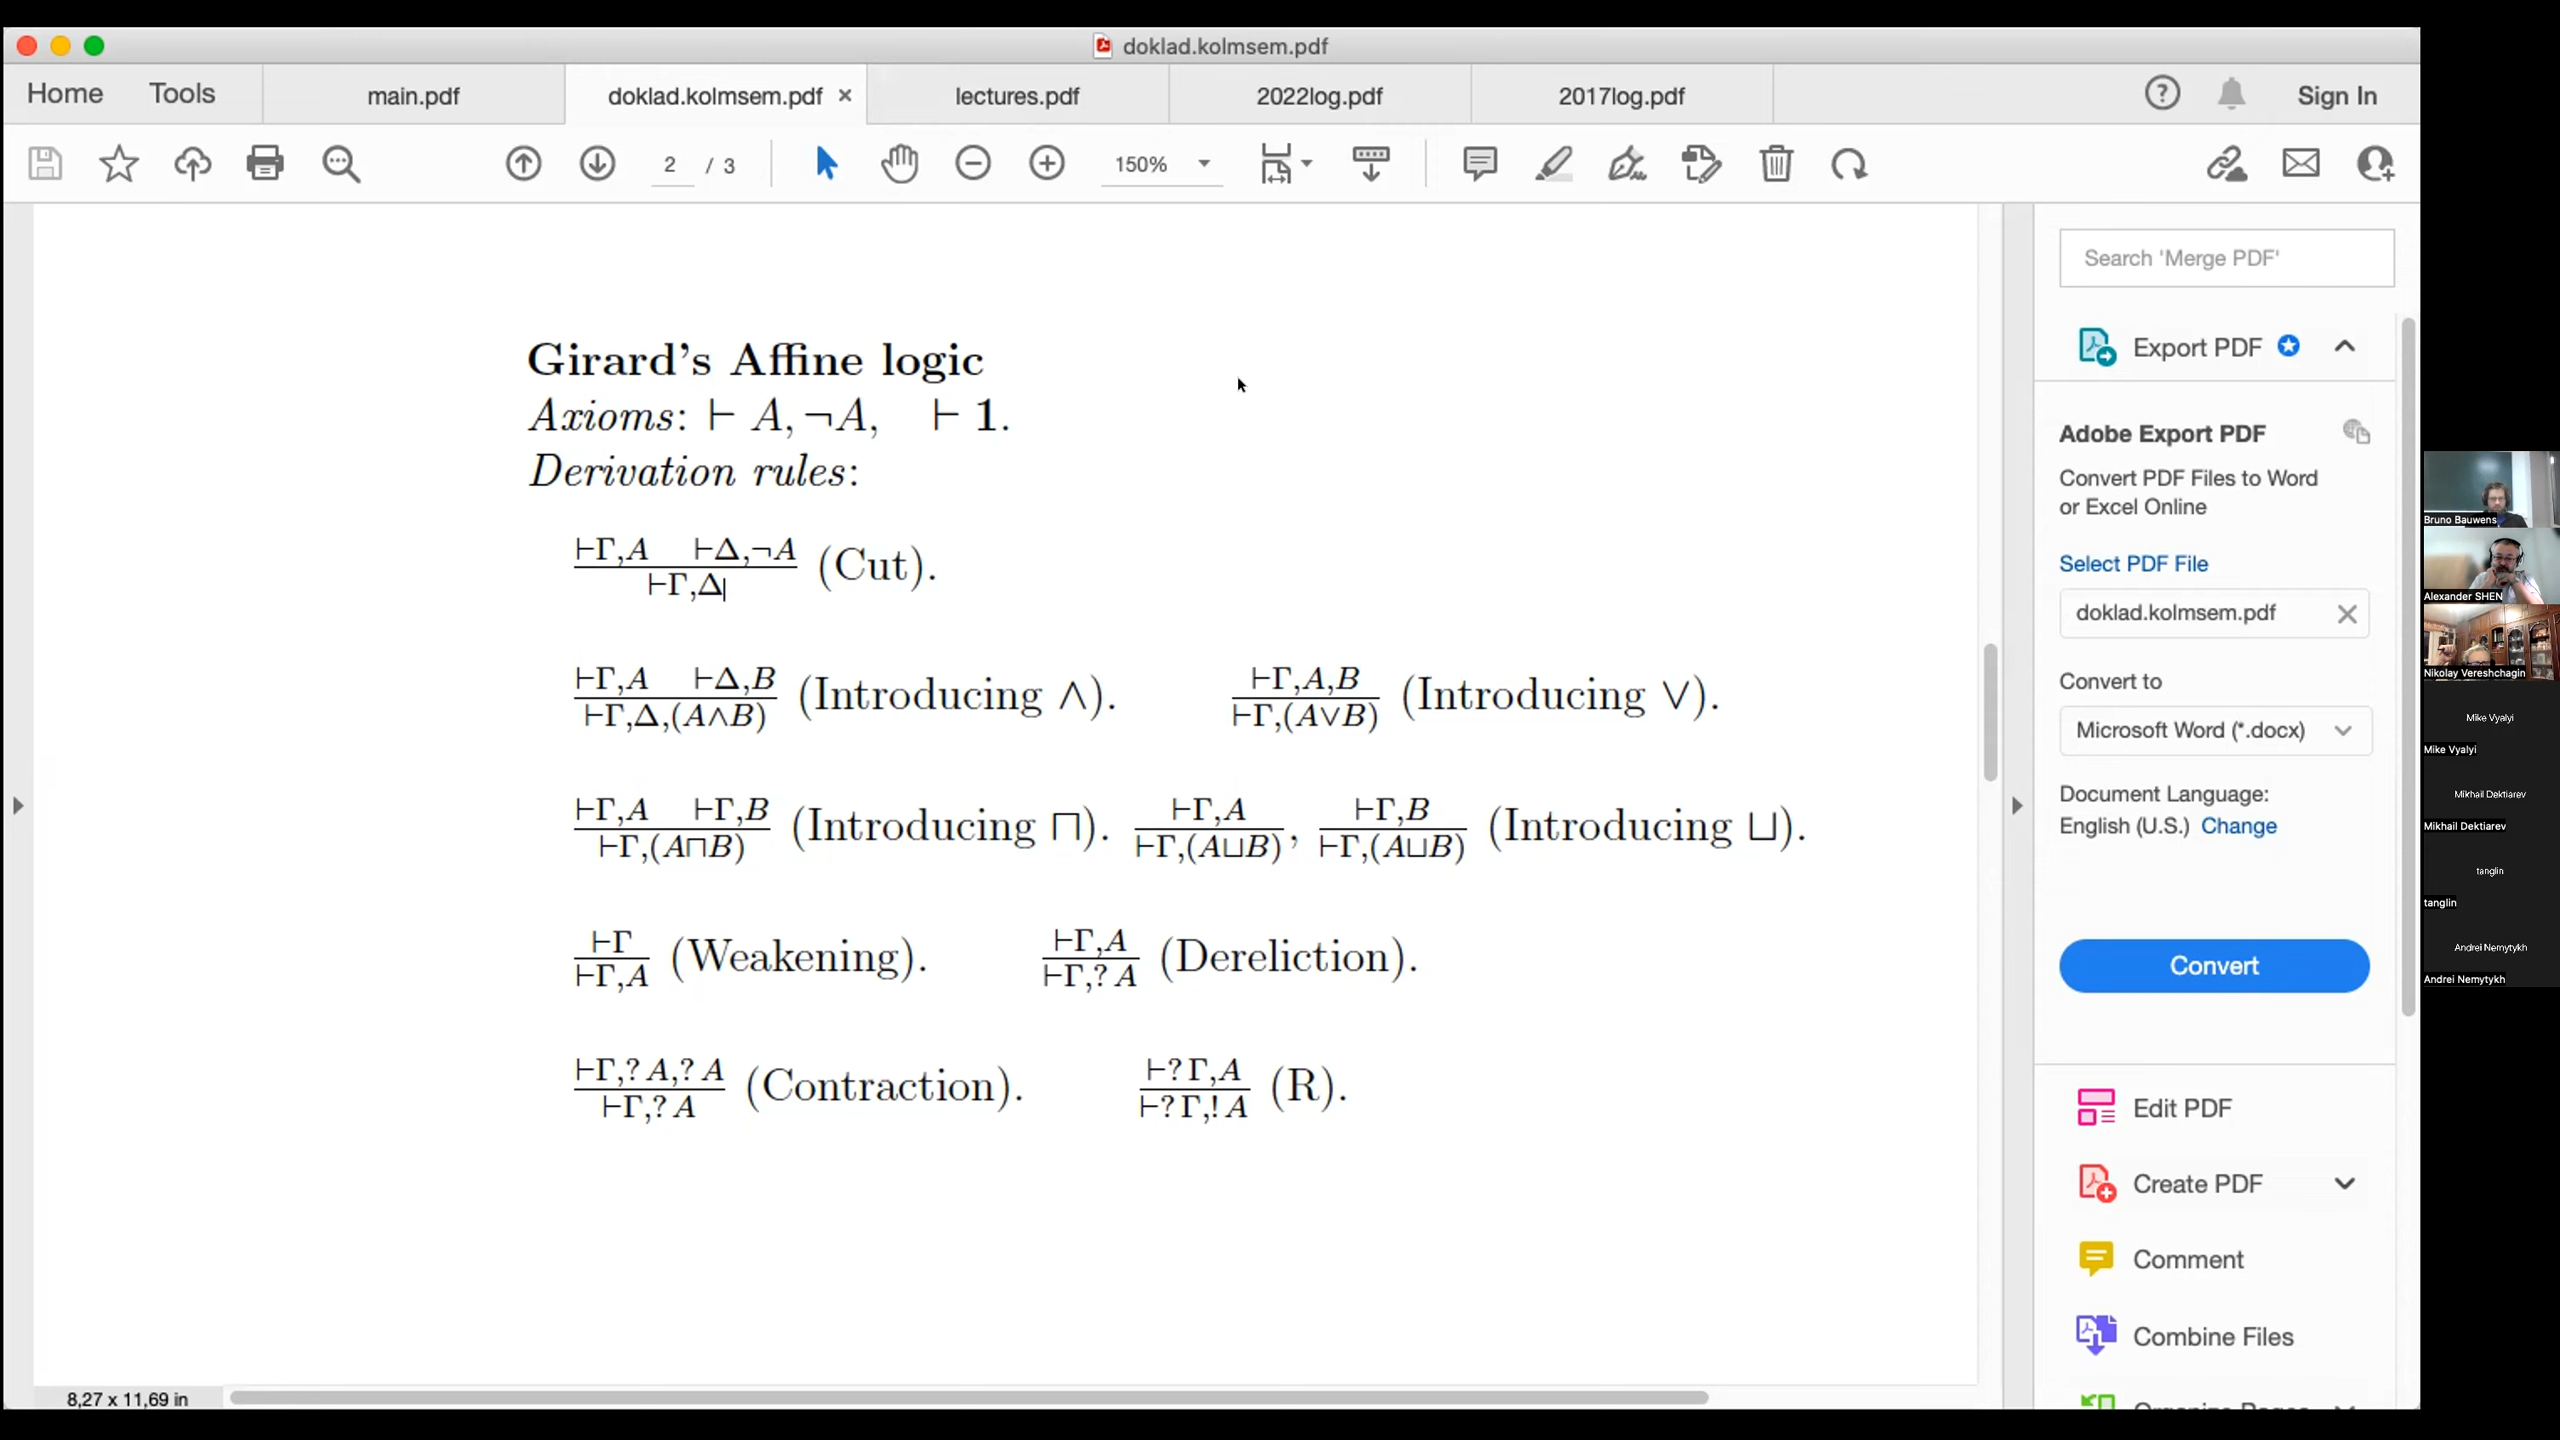 doklad.kolmsem.pdf
Home Tools main.pdf doklad.kolmsem.pdf × lectures.pdf 2022log.pdf 2017log.pdf ? Sign In
2 / 3 150%
Girard's Affine logic
Axioms: ⊢ A, ¬A, ⊢ 1.
Derivation rules:
⊢Γ,A ⊢Δ,¬A
⊢Γ,Δ| (Cut).
⊢Γ,A ⊢Δ,B
⊢Γ,Δ,(A∧B) (Introducing ∧).
⊢Γ,A,B
⊢Γ,(A∨B) (Introducing ∨).
⊢Γ,A ⊢Γ,B
⊢Γ,(A⊓B) (Introducing ⊓).
⊢Γ,A
⊢Γ,(A⊔B) ,
⊢Γ,B
⊢Γ,(A⊔B) (Introducing ⊔).
⊢Γ
⊢Γ,A (Weakening).
⊢Γ,A
⊢Γ,? A (Dereliction).
⊢Γ,? A,? A
⊢Γ,? A (Contraction).
⊢? Γ,A
⊢? Γ,! A (R).
8,27 x 11,69 in
Search 'Merge PDF'
Export PDF
Adobe Export PDF
Convert PDF Files to Word
or Excel Online
Select PDF File
doklad.kolmsem.pdf
Convert to
Microsoft Word (*.docx)
Document Language:
English (U.S.) Change
Convert
Edit PDF
Create PDF
Comment
Combine Files
Organize Pages
Bruno Bauwens
Alexander SHEN
Nikolay Vereshchagin
Mike Vyalyi
Mike Vyalyi
Mikhail Dektiarev
Mikhail Dektiarev
tanglin
tanglin
Andrei Nemytykh
Andrei Nemytykh